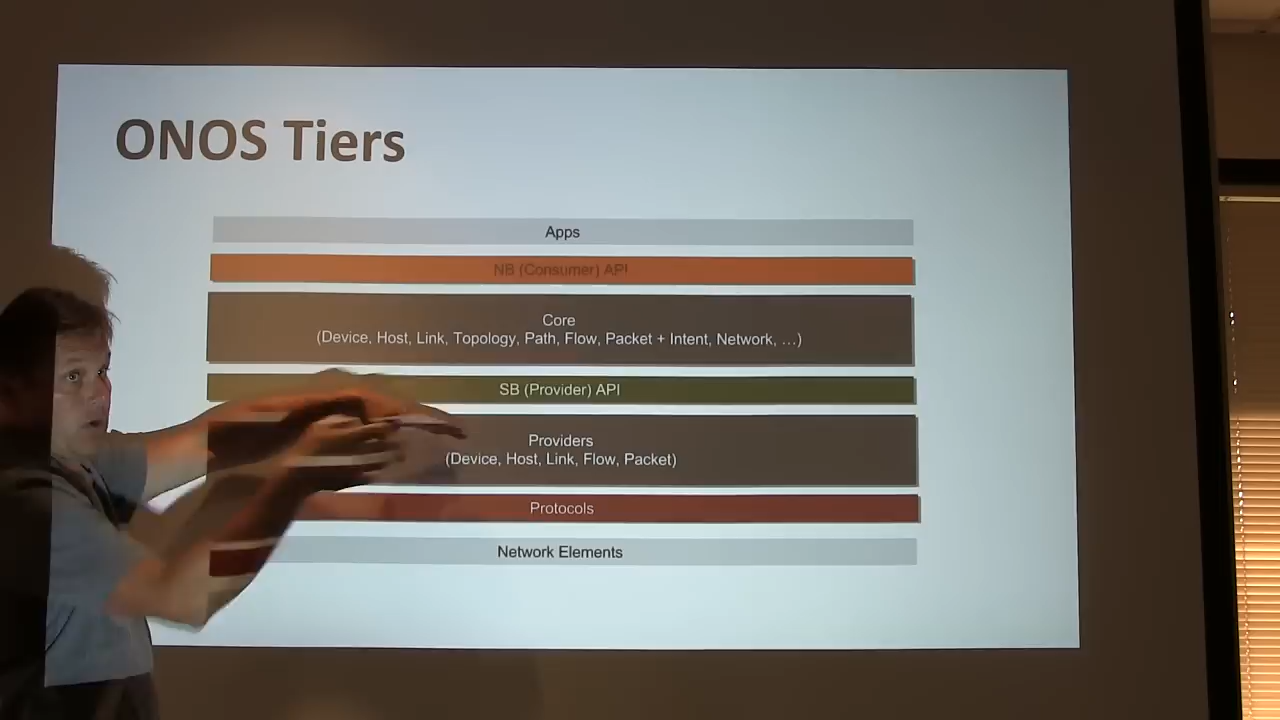 ONOS Tiers
Apps
NB (Consumer) API
Core
(Device, Host, Link, Topology, Path, Flow, Packet + Intent, Network, …)
SB (Provider) API
Providers
(Device, Host, Link, Flow, Packet)
Protocols
Network Elements